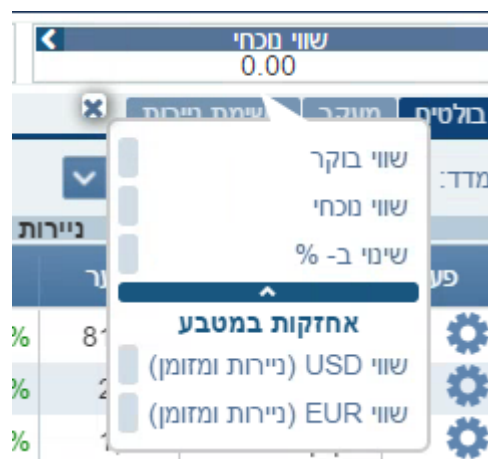 שווי נוכחי
0.00
בולטים
מעקב
ניירות
מדד:
ניירות
שווי בוקר
שווי נוכחי
שינוי ב- %
אחזקות במטבע
שווי USD (ניירות ומזומן)
שווי EUR (ניירות ומזומן)
%
%
%